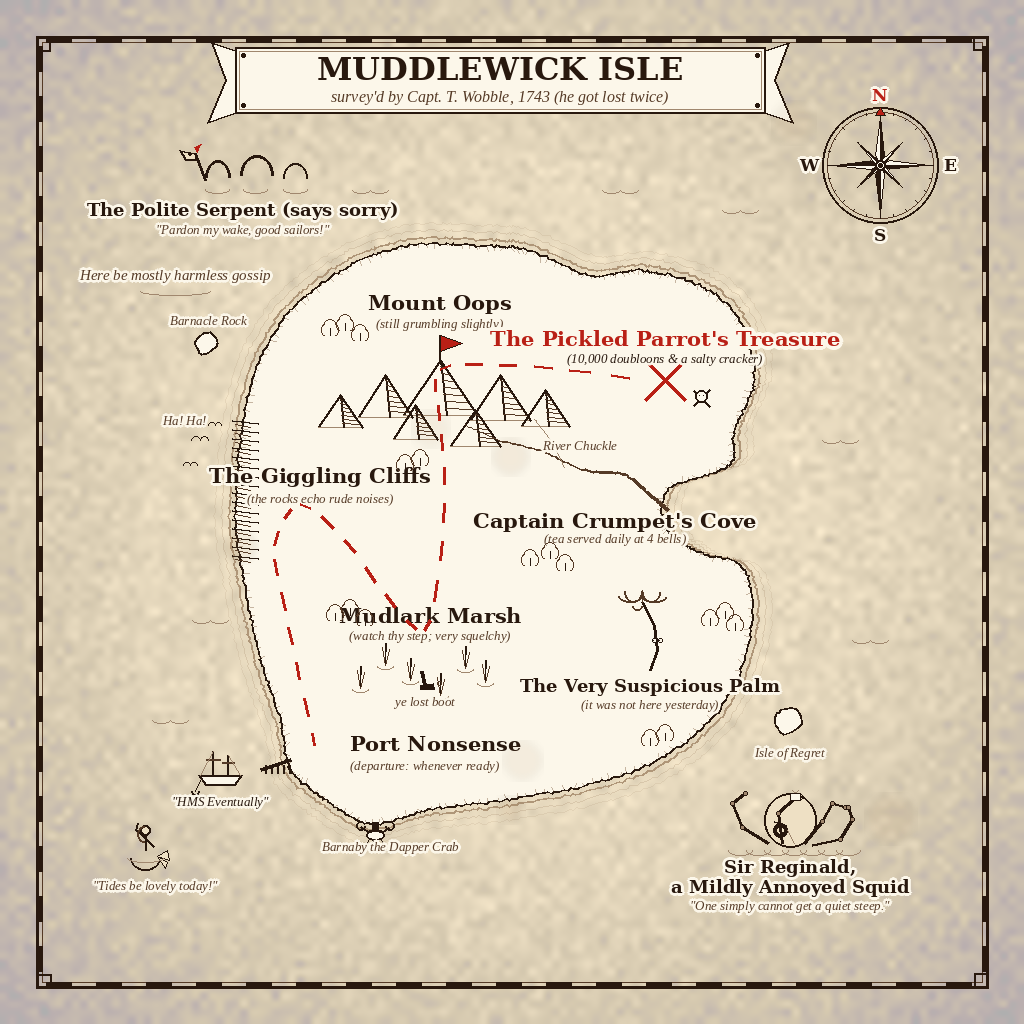 MUDDLEWICK ISLE
survey'd by Capt. T. Wobble, 1743 (he got lost twice)
N
W
E
S
The Polite Serpent (says sorry)
"Pardon my wake, good sailors!"
Here be mostly harmless gossip
Barnacle Rock
Mount Oops
(still grumbling slightly)
The Pickled Parrot's Treasure
(10,000 doubloons & a salty cracker)
Ha! Ha!
River Chuckle
The Giggling Cliffs
(the rocks echo rude noises)
Captain Crumpet's Cove
(tea served daily at 4 bells)
Mudlark Marsh
(watch thy step; very squelchy)
ye lost boot
The Very Suspicious Palm
(it was not here yesterday)
Port Nonsense
(departure: whenever ready)
Isle of Regret
"HMS Eventually"
Barnaby the Dapper Crab
"Tides be lovely today!"
Sir Reginald,
a Mildly Annoyed Squid
"One simply cannot get a quiet steep."